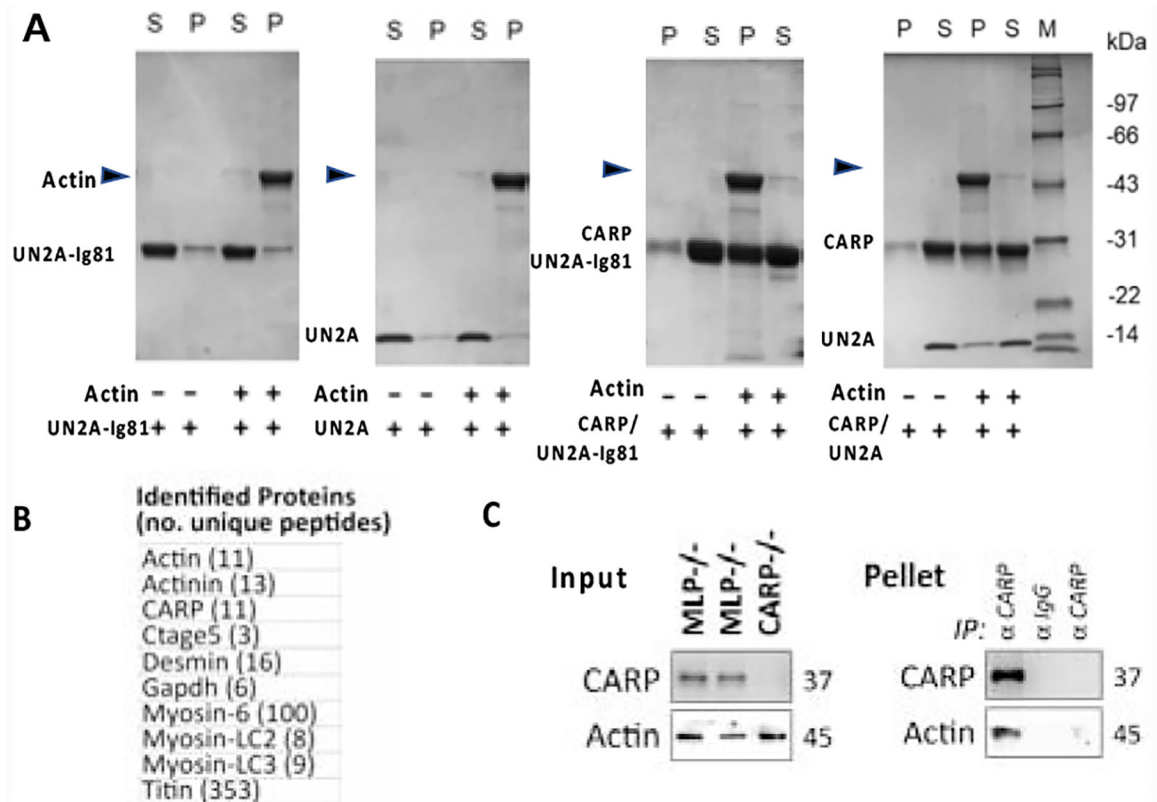 A
S P S P
S P S P
P S P S
P S P S M
kDa
-97
-66
-43
-31
-22
-14
Actin
UN2A-Ig81
UN2A
CARP
UN2A-Ig81
CARP
UN2A
Actin - - + +
UN2A-Ig81 + + + +
Actin - - + +
UN2A + + + +
Actin - - + +
CARP/
UN2A-Ig81 + + + +
Actin - - + +
CARP/
UN2A + + + +
B
Identified Proteins
(no. unique peptides)
Actin (11)
Actinin (13)
CARP (11)
Ctage5 (3)
Desmin (16)
Gapdh (6)
Myosin-6 (100)
Myosin-LC2 (8)
Myosin-LC3 (9)
Titin (353)
C
Input
MLP-/-
MLP-/-
CARP-/-
CARP 37
Actin 45
Pellet
IP:
α CARP
α IgG
α CARP
CARP 37
Actin 45